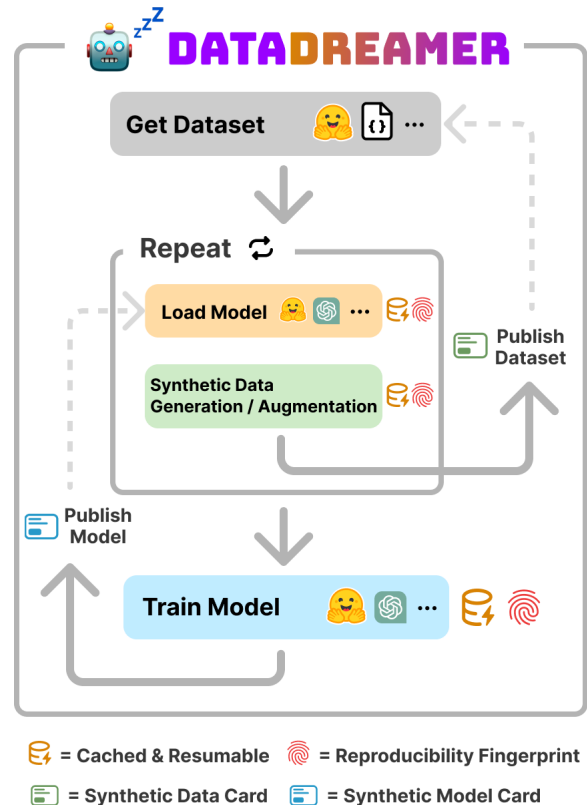 zzZ
DATADREAMER
Get Dataset { } ...
Repeat
Load Model ...
Synthetic Data
Generation / Augmentation
Publish
Dataset
Publish
Model
Train Model ...
= Cached & Resumable = Reproducibility Fingerprint
= Synthetic Data Card = Synthetic Model Card